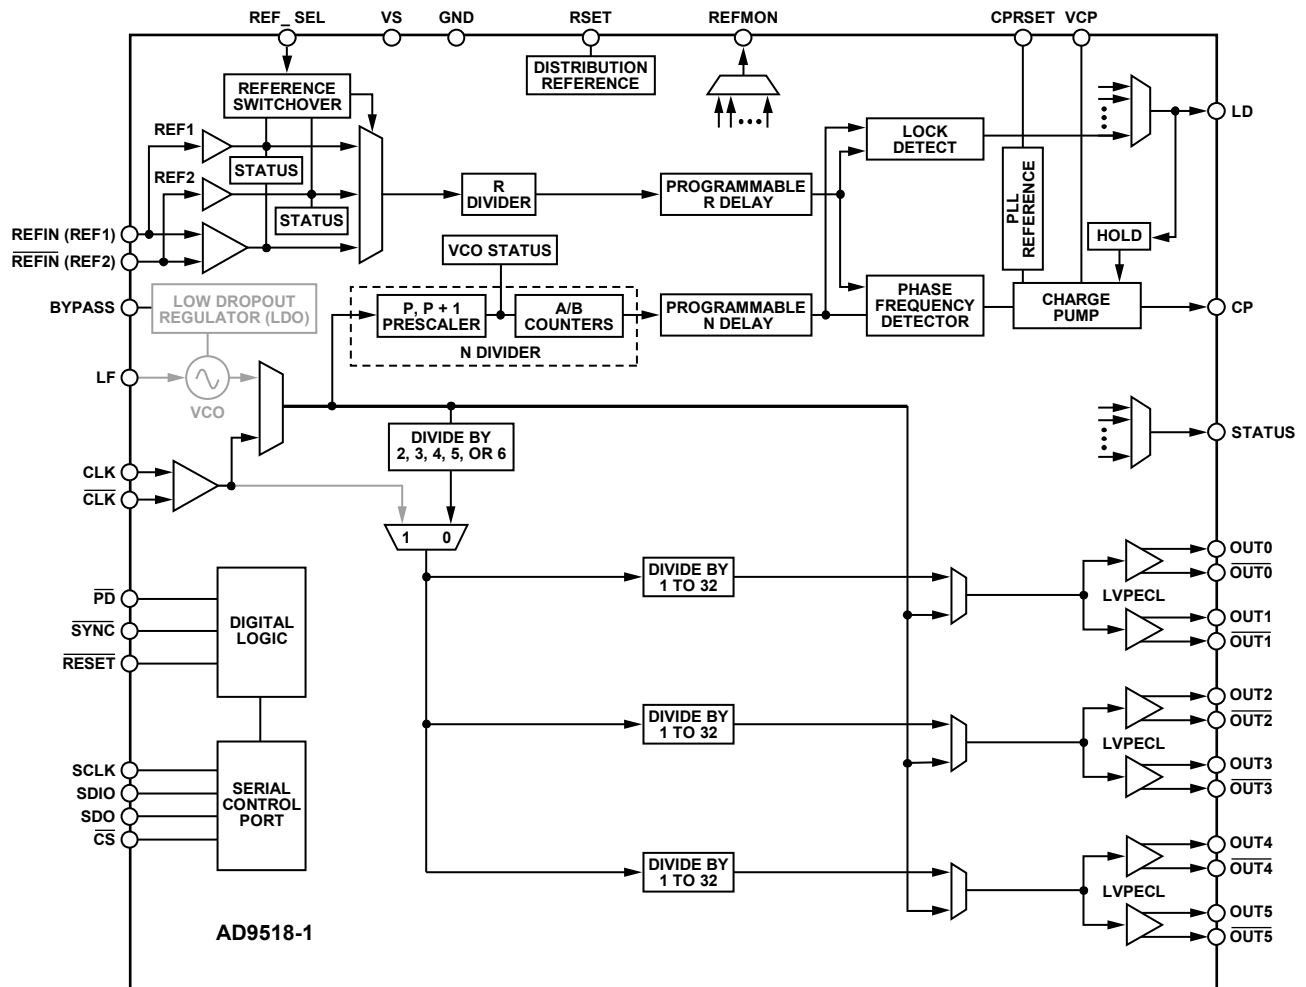 REF_ SEL
VS
GND
RSET
REFMON
CPRSET
VCP
REFERENCE
SWITCHOVER
DISTRIBUTION
REFERENCE
LD
REF1
STATUS
REF2
STATUS
R
DIVIDER
PROGRAMMABLE
R DELAY
LOCK
DETECT
PLL
REFERENCE
HOLD
REFIN (REF1)
REFIN (REF2)
VCO STATUS
BYPASS
LOW DROPOUT
REGULATOR (LDO)
P, P + 1
PRESCALER
A/B
COUNTERS
N DIVIDER
PROGRAMMABLE
N DELAY
PHASE
FREQUENCY
DETECTOR
CHARGE
PUMP
CP
LF
VCO
DIVIDE BY
2, 3, 4, 5, OR 6
STATUS
CLK
CLK
1
0
DIVIDE BY
1 TO 32
OUT0
OUT0
LVPECL
OUT1
OUT1
PD
SYNC
RESET
DIGITAL
LOGIC
DIVIDE BY
1 TO 32
OUT2
OUT2
LVPECL
OUT3
OUT3
SCLK
SDIO
SDO
CS
SERIAL
CONTROL
PORT
DIVIDE BY
1 TO 32
OUT4
OUT4
LVPECL
OUT5
OUT5
AD9518-1